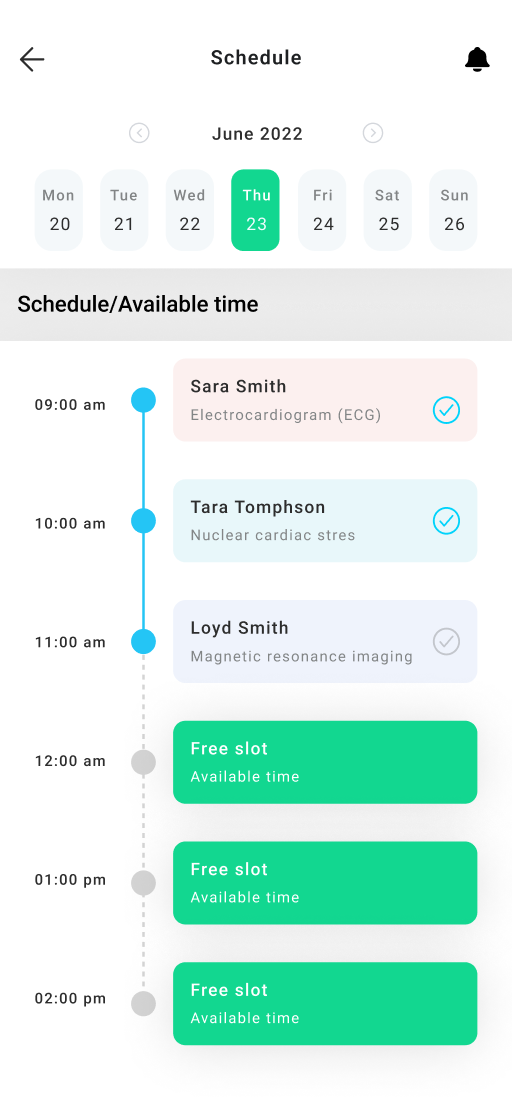 Schedule
June 2022
Mon Tue Wed Thu Fri Sat Sun
20 21 22 23 24 25 26
Schedule/Available time
09:00 am
Sara Smith
Electrocardiogram (ECG)
10:00 am
Tara Tomphson
Nuclear cardiac stres
11:00 am
Loyd Smith
Magnetic resonance imaging
12:00 am
Free slot
Available time
01:00 pm
Free slot
Available time
02:00 pm
Free slot
Available time